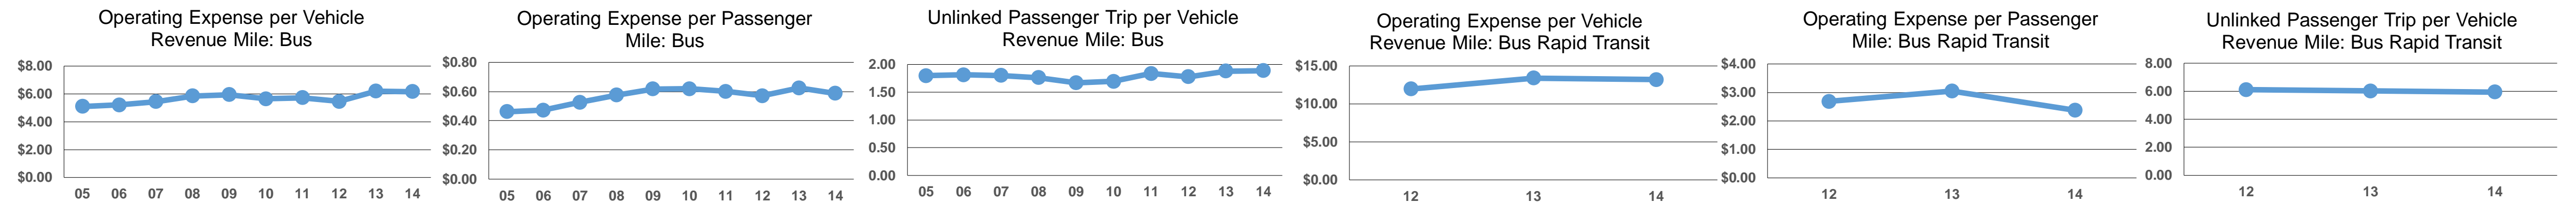 Operating Expense per Vehicle
Revenue Mile: Bus
$8.00
$6.00
$4.00
$2.00
$0.00
05 06 07 08 09 10 11 12 13 14
Operating Expense per Passenger
Mile: Bus
$0.80
$0.60
$0.40
$0.20
$0.00
05 06 07 08 09 10 11 12 13 14
Unlinked Passenger Trip per Vehicle
Revenue Mile: Bus
2.00
1.50
1.00
0.50
0.00
05 06 07 08 09 10 11 12 13 14
Operating Expense per Vehicle
Revenue Mile: Bus Rapid Transit
$15.00
$10.00
$5.00
$0.00
12 13 14
Operating Expense per Passenger
Mile: Bus Rapid Transit
$4.00
$3.00
$2.00
$1.00
$0.00
12 13 14
Unlinked Passenger Trip per Vehicle
Revenue Mile: Bus Rapid Transit
8.00
6.00
4.00
2.00
0.00
12 13 14